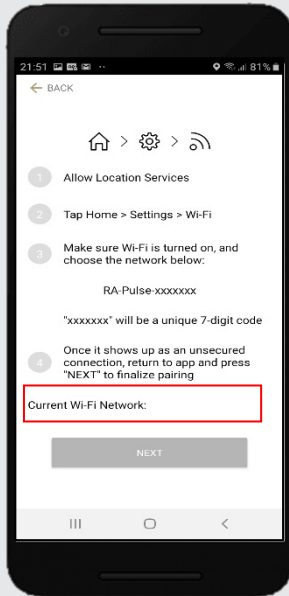 21:51 81%
← BACK
> >
1 Allow Location Services
2 Tap Home > Settings > Wi-Fi
3 Make sure Wi-Fi is turned on, and
choose the network below:
RA-Pulse-xxxxxxx
"xxxxxxx" will be a unique 7-digit code
4 Once it shows up as an unsecured
connection, return to app and press
"NEXT" to finalize pairing
Current Wi-Fi Network:
NEXT